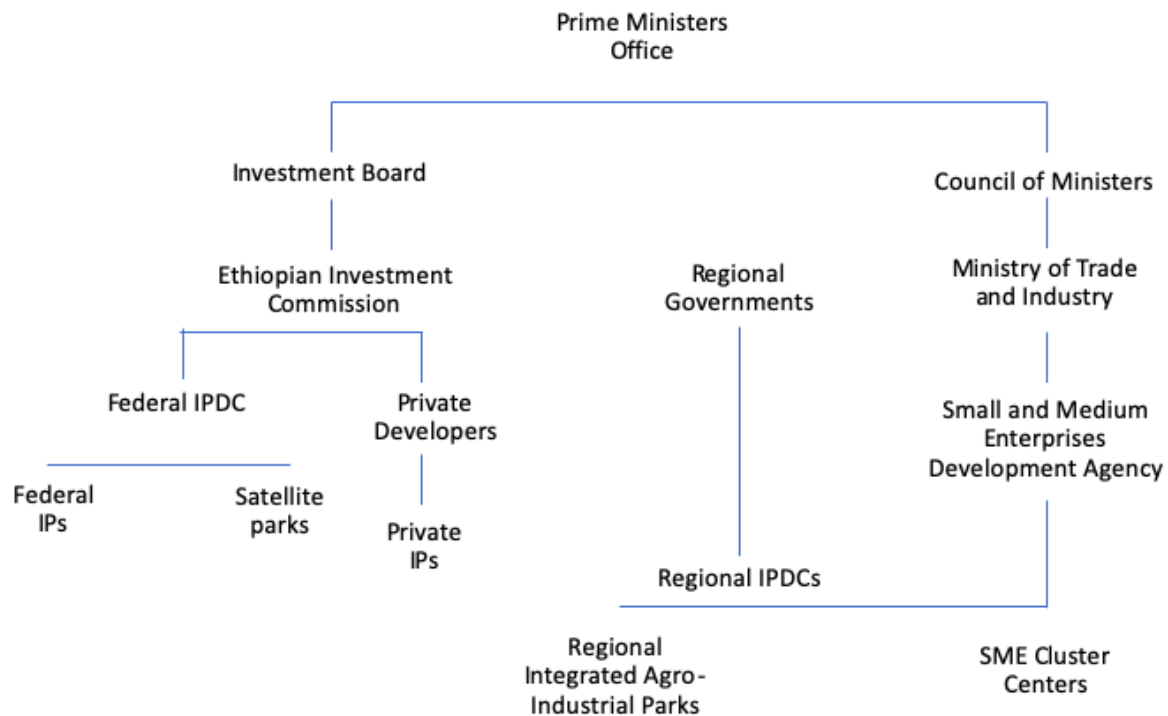 Prime Ministers
Office
Investment Board
Council of Ministers
Ethiopian Investment
Commission
Regional
Governments
Ministry of Trade
and Industry
Federal IPDC
Private
Developers
Small and Medium
Enterprises
Development Agency
Federal
IPs
Satellite
parks
Private
IPs
Regional IPDCs
Regional
Integrated Agro-
Industrial Parks
SME Cluster
Centers